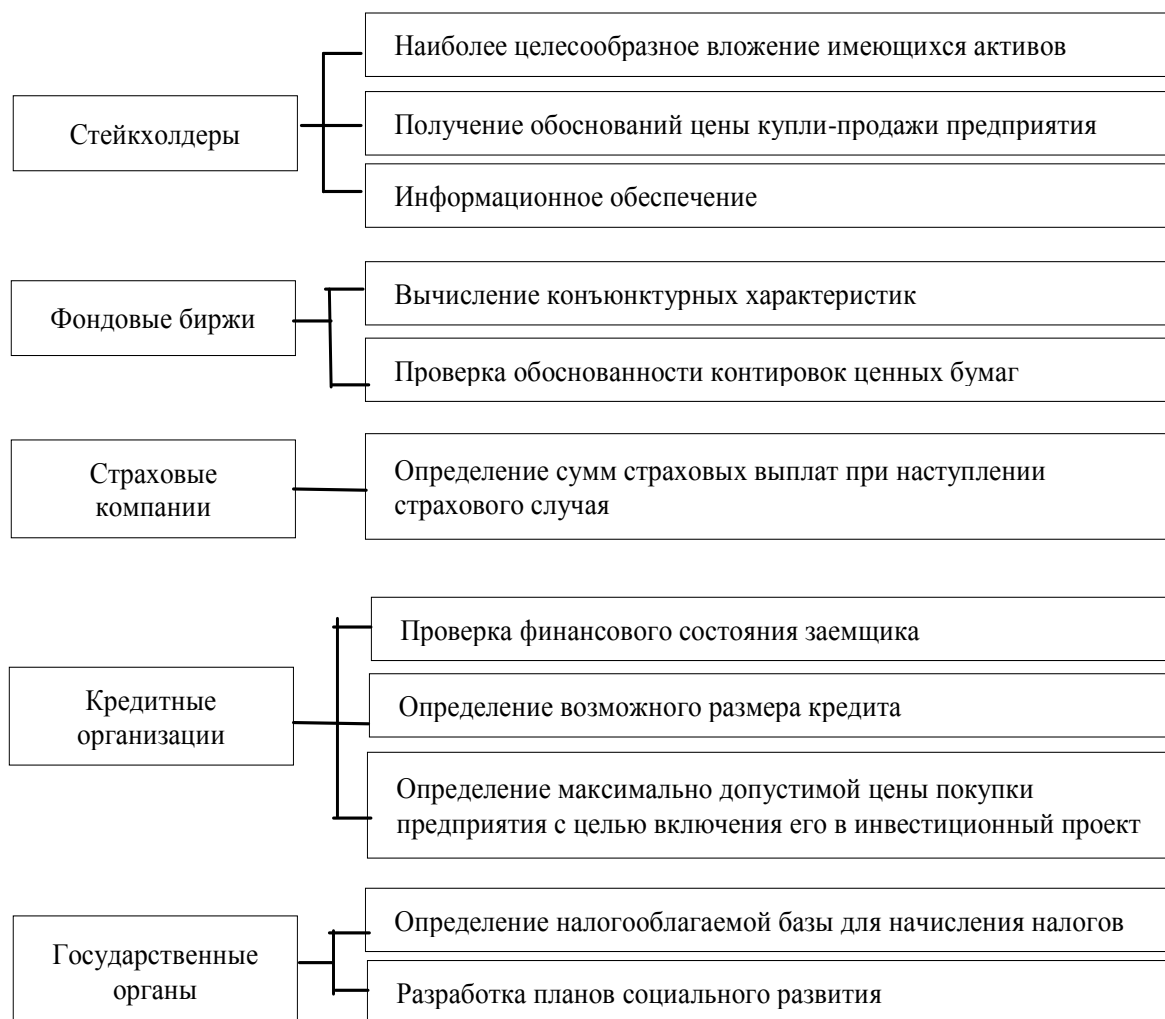 Стейкхолдеры
Наиболее целесообразное вложение имеющихся активов
Получение обоснований цены купли-продажи предприятия
Информационное обеспечение
Фондовые биржи
Вычисление конъюнктурных характеристик
Проверка обоснованности контировок ценных бумаг
Страховые
компании
Определение сумм страховых выплат при наступлении
страхового случая
Кредитные
организации
Проверка финансового состояния заемщика
Определение возможного размера кредита
Определение максимально допустимой цены покупки
предприятия с целью включения его в инвестиционный проект
Государственные
органы
Определение налогооблагаемой базы для начисления налогов
Разработка планов социального развития